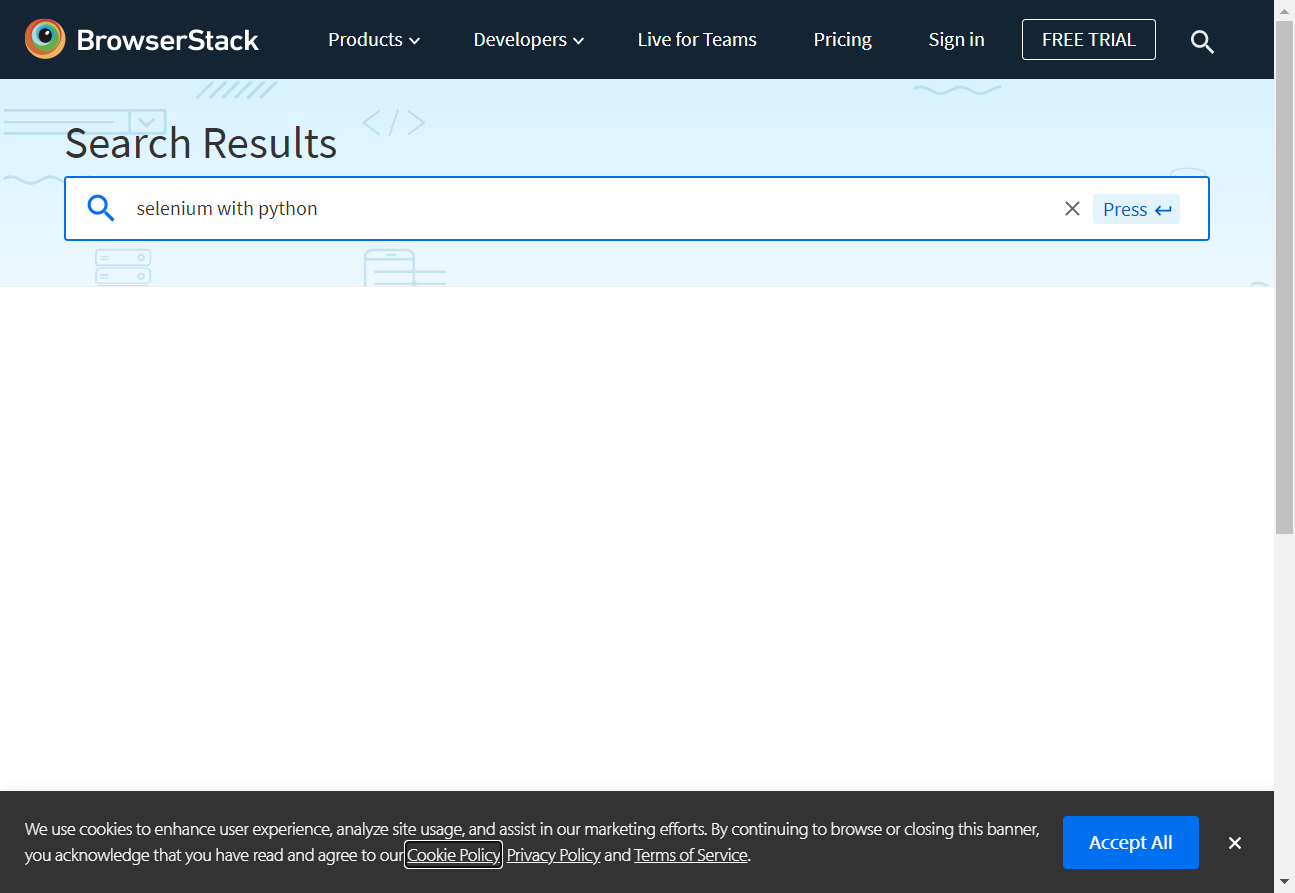 BrowserStack Products Developers Live for Teams Pricing Sign in FREE TRIAL
Search Results
selenium with python Press
We use cookies to enhance user experience, analyze site usage, and assist in our marketing efforts. By continuing to browse or closing this banner,
you acknowledge that you have read and agree to our Cookie Policy Privacy Policy and Terms of Service.
Accept All